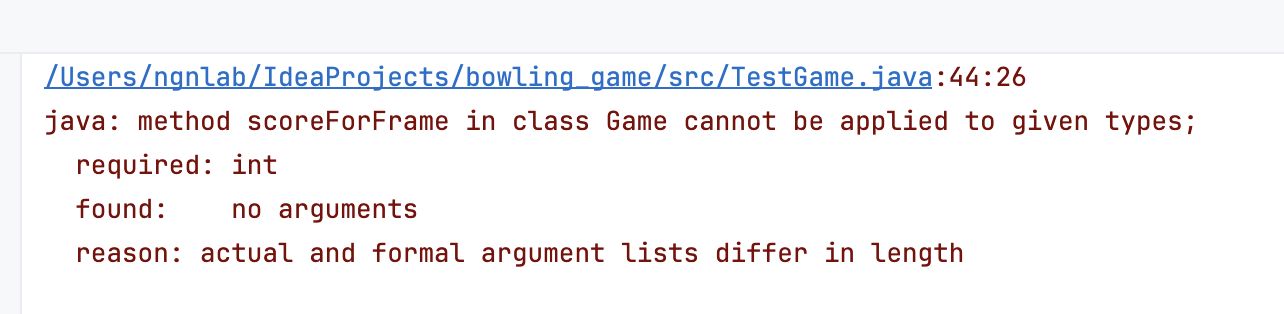 /Users/ngnlab/IdeaProjects/bowling_game/src/TestGame.java:44:26
java: method scoreForFrame in class Game cannot be applied to given types;
  required: int
  found:    no arguments
  reason: actual and formal argument lists differ in length